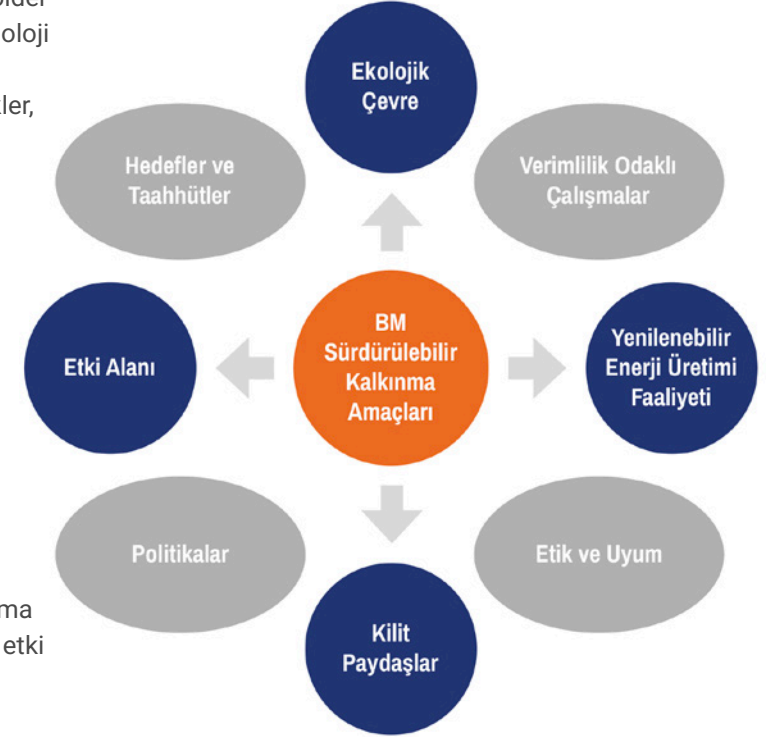 Ekolojik
Çevre
Hedefler ve
Taahhütler
Verimlilik Odaklı
Çalışmalar
Etki Alanı
BM
Sürdürülebilir
Kalkınma
Amaçları
Yenilenebilir
Enerji Üretimi
Faaliyeti
Politikalar
Etik ve Uyum
Kilit
Paydaşlar
etki